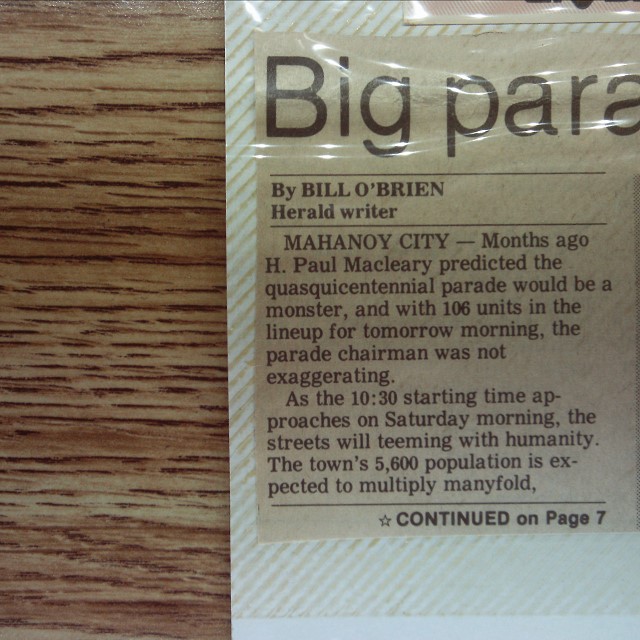 Big para
By BILL O'BRIEN
Herald writer
MAHANOY CITY — Months ago
H. Paul Macleary predicted the
quasquicentennial parade would be a
monster, and with 106 units in the
lineup for tomorrow morning, the
parade chairman was not
exaggerating.
As the 10:30 starting time ap-
proaches on Saturday morning, the
streets will teeming with humanity.
The town's 5,600 population is ex-
pected to multiply manyfold,
☆ CONTINUED on Page 7